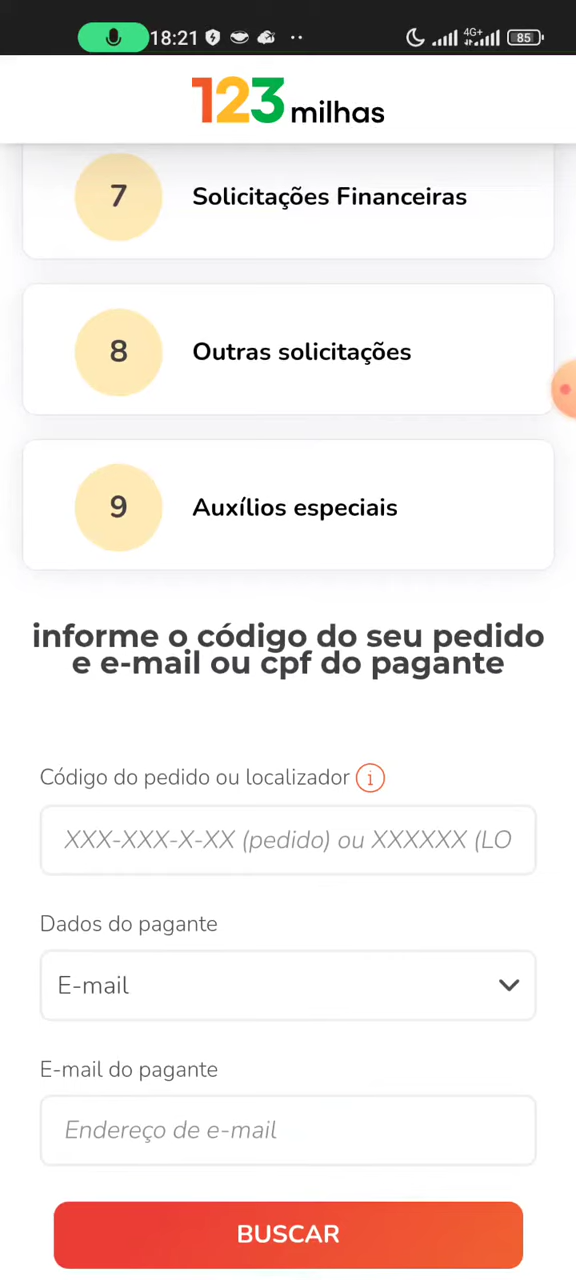 18:21
4G+
85
123 milhas
7
Solicitações Financeiras
8
Outras solicitações
9
Auxílios especiais
informe o código do seu pedido
e e-mail ou cpf do pagante
Código do pedido ou localizador i
XXX-XXX-X-XX (pedido) ou XXXXXX (LO
Dados do pagante
E-mail
E-mail do pagante
Endereço de e-mail
BUSCAR